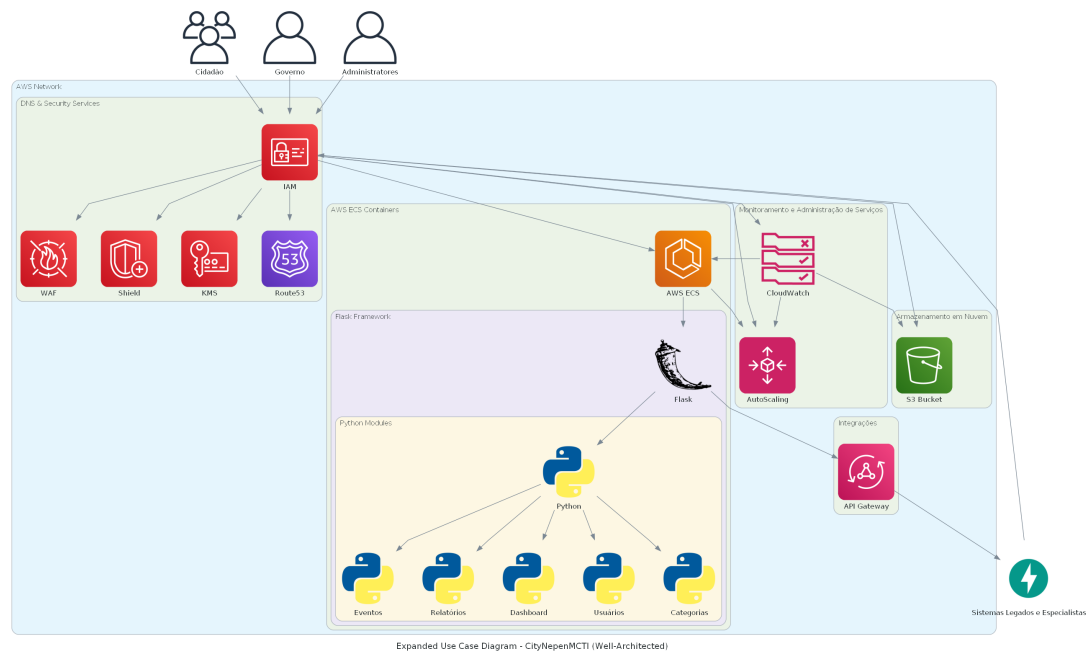 Cidadão
Governo
Administradores
AWS Network
DNS & Security Services
IAM
AWS ECS Containers
Monitoramento e Administração de Serviços
WAF
Shield
KMS
53
Route53
AWS ECS
CloudWatch
Flask Framework
Armazenamento em Nuvem
Flask
AutoScaling
S3 Bucket
Python Modules
Integrações
Python
API Gateway
Eventos
Relatórios
Dashboard
Usuários
Categorias
Sistemas Legados e Especialistas
Expanded Use Case Diagram - CityNepenMCTI (Well-Architected)